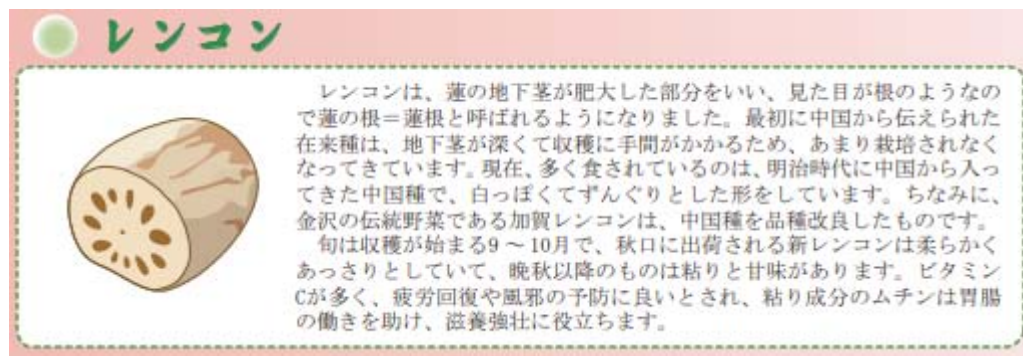 レンコン
レンコンは、蓮の地下茎が肥大した部分をいい、見た目が根のようなの
で蓮の根＝蓮根と呼ばれるようになりました。最初に中国から伝えられた
在来種は、地下茎が深くて収穫に手間がかかるため、あまり栽培されなく
なってきています。現在、多く食されているのは、明治時代に中国から入っ
てきた中国種で、白っぽくてずんぐりとした形をしています。ちなみに、
金沢の伝統野菜である加賀レンコンは、中国種を品種改良したものです。
旬は収穫が始まる9～10月で、秋口に出荷される新レンコンは柔らかく
あっさりとしていて、晩秋以降のものは粘りと甘味があります。ビタミン
Cが多く、疲労回復や風邪の予防に良いとされ、粘り成分のムチンは胃腸
の働きを助け、滋養強壮に役立ちます。